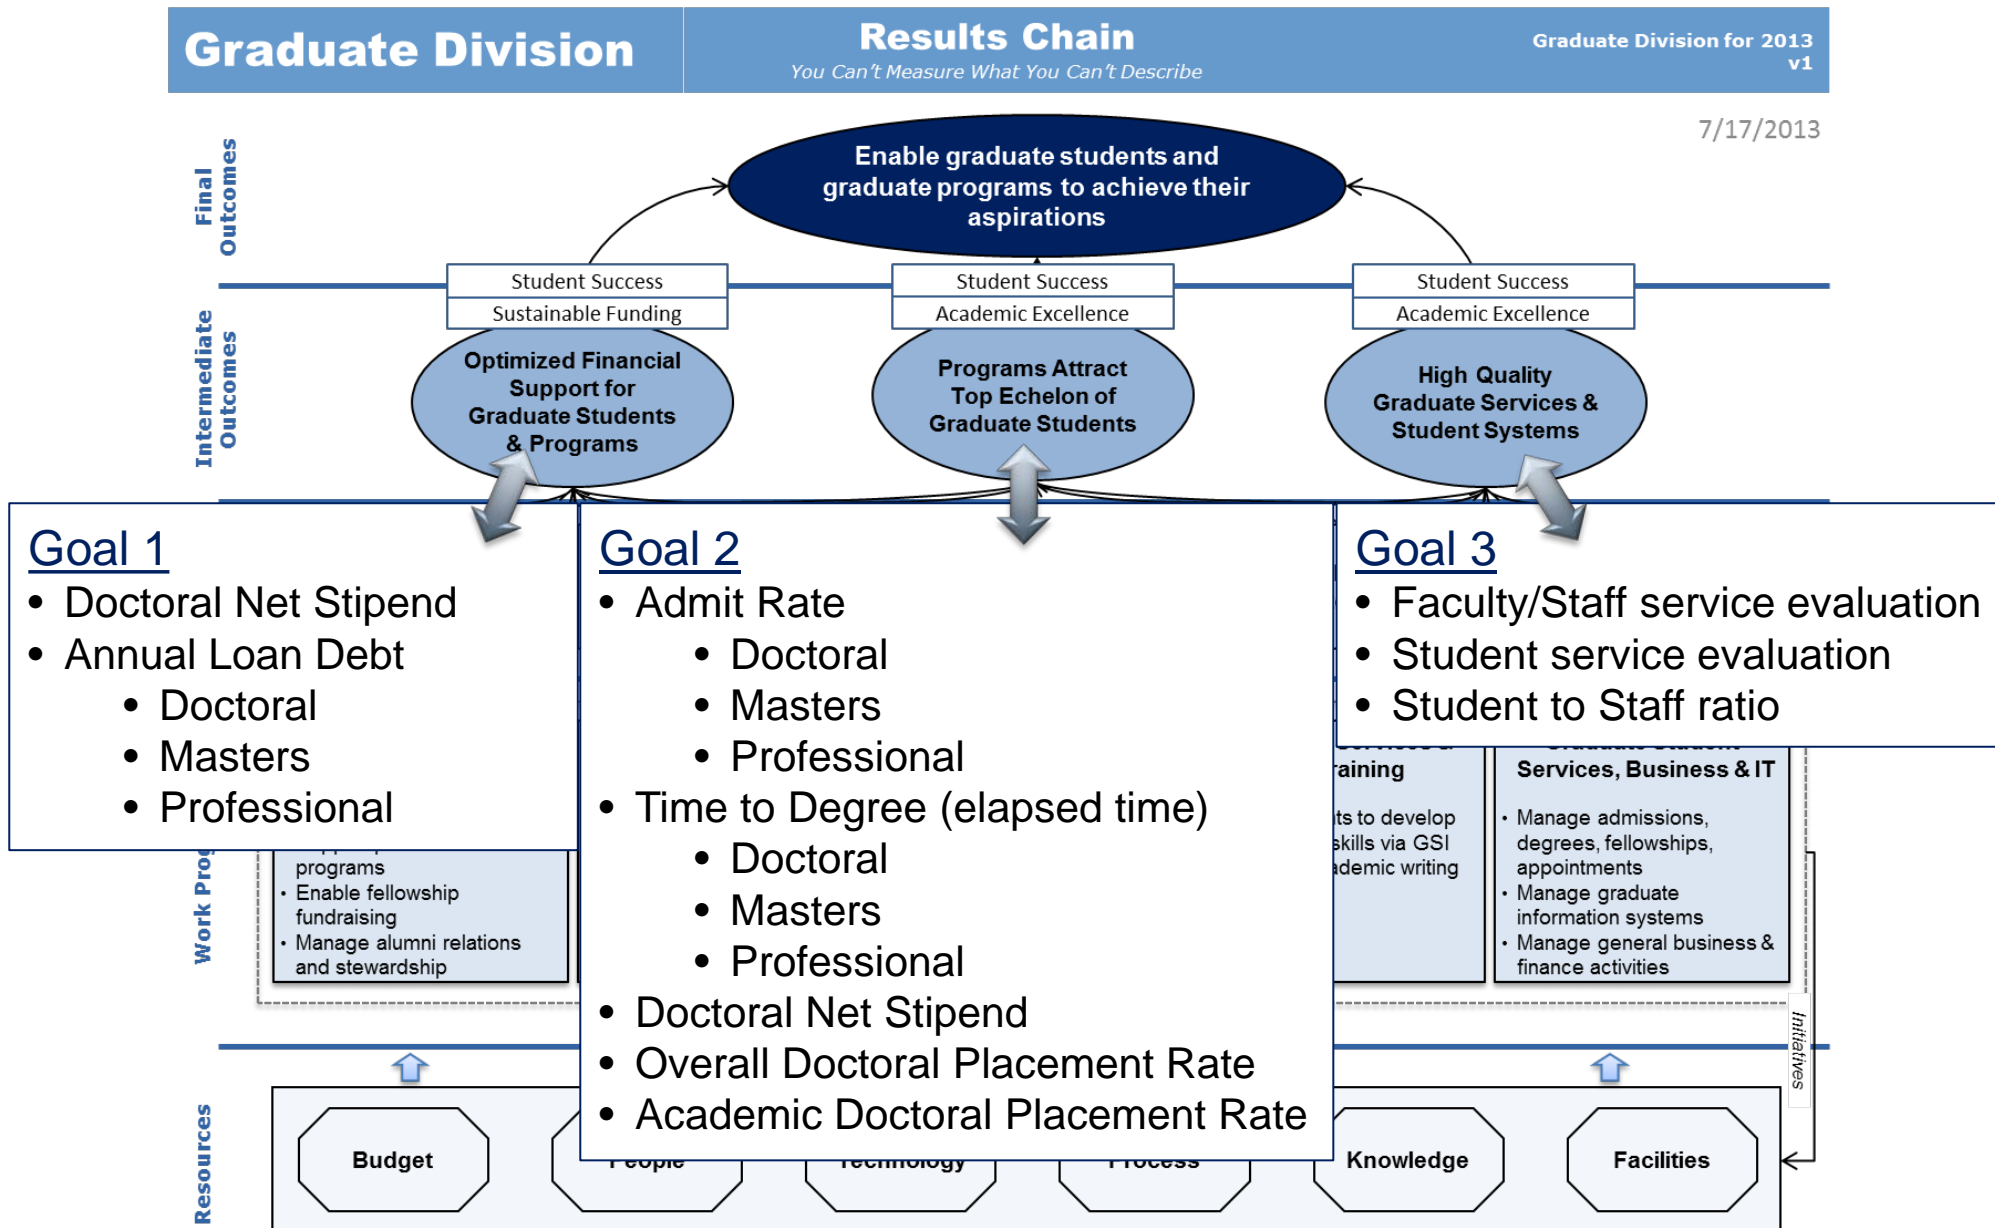 Graduate Division
Results Chain
You Can't Measure What You Can't Describe
Graduate Division for 2013
v1
7/17/2013
Final
Outcomes
Enable graduate students and
graduate programs to achieve their
aspirations
Student Success
Sustainable Funding
Student Success
Academic Excellence
Student Success
Academic Excellence
Intermediate
Outcomes
Optimized Financial
Support for
Graduate Students
& Programs
Programs Attract
Top Echelon of
Graduate Students
High Quality
Graduate Services &
Student Systems
Goal 1
• Doctoral Net Stipend
• Annual Loan Debt
• Doctoral
• Masters
• Professional
Goal 2
• Admit Rate
• Doctoral
• Masters
• Professional
• Time to Degree (elapsed time)
• Doctoral
• Masters
• Professional
• Doctoral Net Stipend
• Overall Doctoral Placement Rate
• Academic Doctoral Placement Rate
Goal 3
• Faculty/Staff service evaluation
• Student service evaluation
• Student to Staff ratio
Work Prog
programs
• Enable fellowship
fundraising
• Manage alumni relations
and stewardship
raining
ts to develop
skills via GSI
ademic writing
Graduate Student
Services, Business & IT
• Manage admissions,
degrees, fellowships,
appointments
• Manage graduate
information systems
• Manage general business &
finance activities
Initiatives
Resources
Budget
People
Technology
Process
Knowledge
Facilities